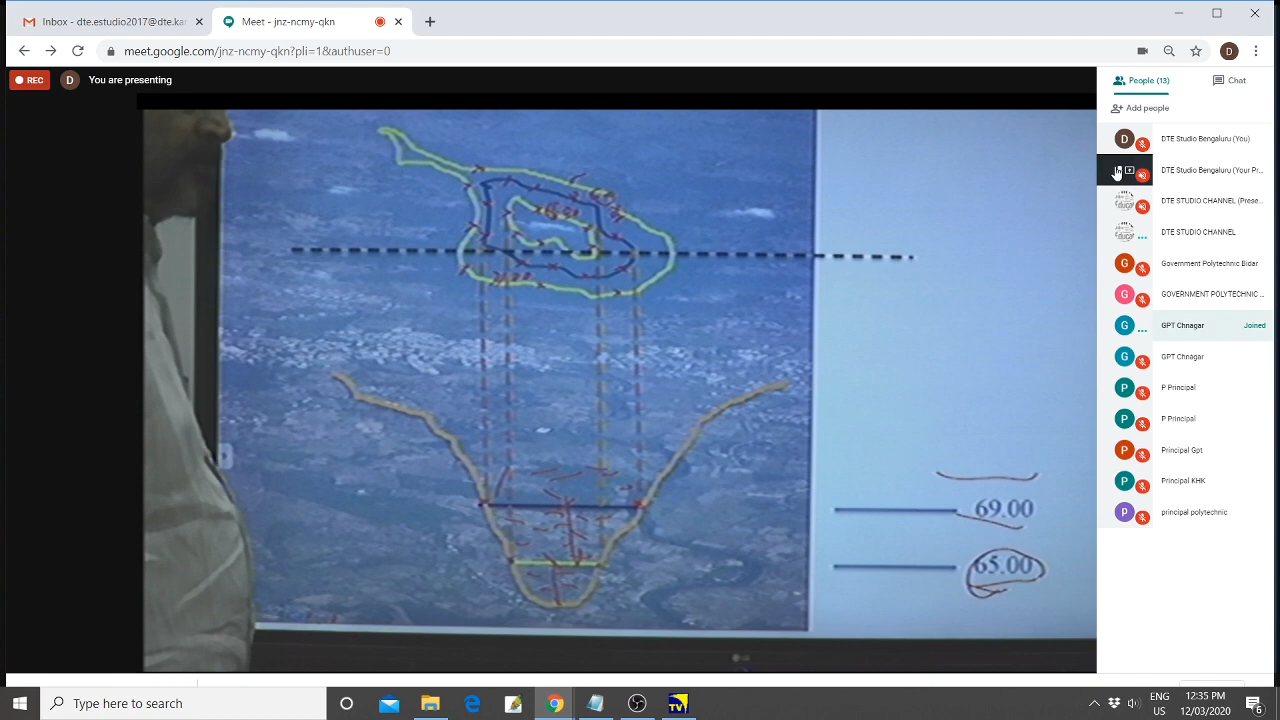 Inbox - dte.estudio2017@dte.kar
Meet - jnz-ncmy-qkn
meet.google.com/jnz-ncmy-qkn?pli=1&authuser=0
D
REC
D
You are presenting
People (13)
Chat
Add people
D
DTE Studio Bengaluru (You)
DTE Studio Bengaluru (Your Pr...
DTE STUDIO CHANNEL (Prese...
DTE STUDIO CHANNEL
G
Government Polytechnic Bidar
G
GOVERNMENT POLYTECHNIC ...
G
GPT Chnagar
Joined
G
GPT Chnagar
P
P Principal
P
P Principal
P
Principal Gpt
P
Principal KHK
P
principal polytechnic
69.00
65.00
LG
Type here to search
TV
ENG
US
12:35 PM
12/03/2020
6